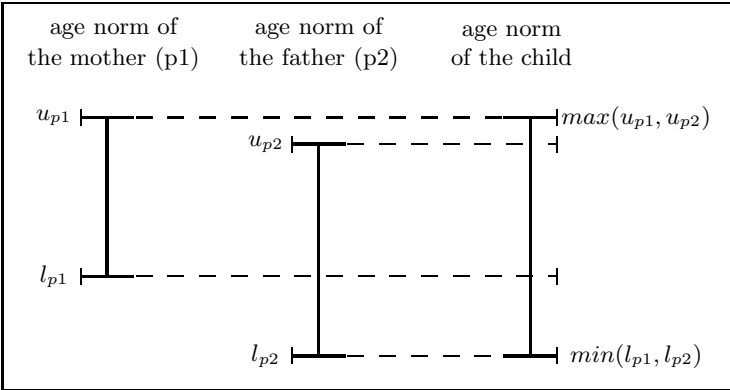 age norm of
the mother (p1)
age norm of
the father (p2)
age norm
of the child
u_{p1}
max(u_{p1}, u_{p2})
u_{p2}
l_{p1}
l_{p2}
min(l_{p1}, l_{p2})